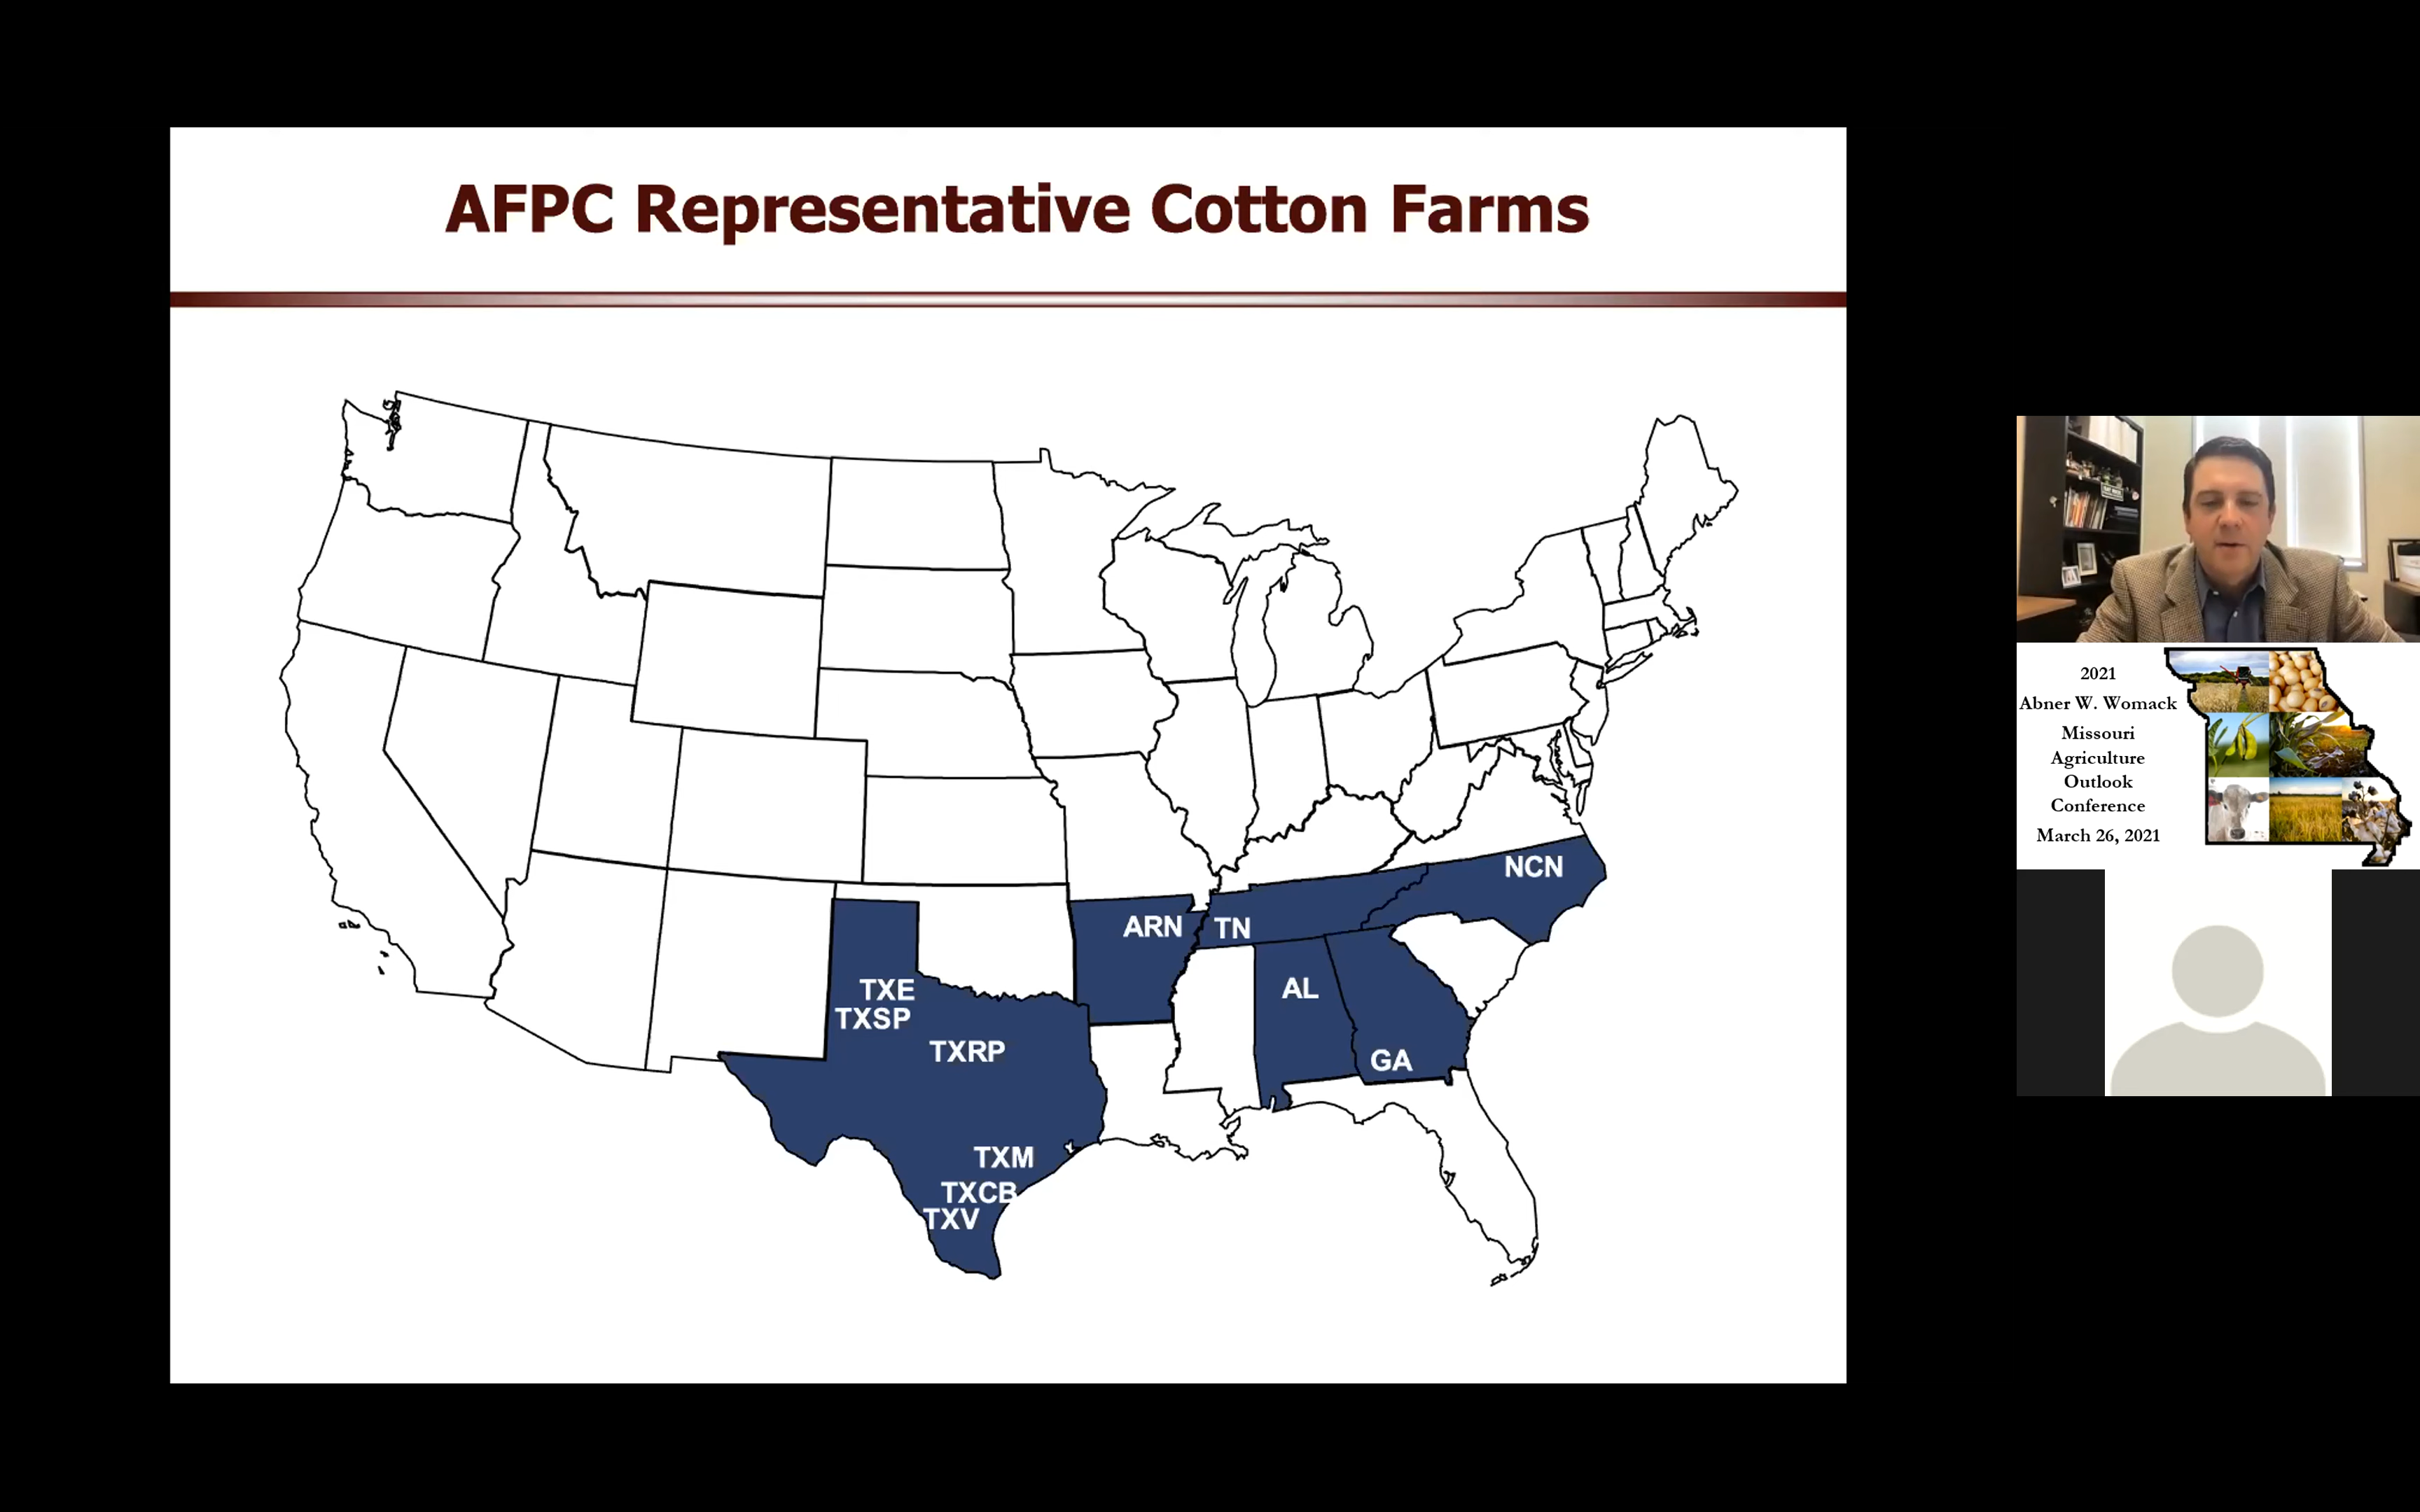 AFPC Representative Cotton Farms
NCN
ARN
TN
AL
TXE
TXSP
TXRP
GA
TXM
TXCB
TXV
2021
Abner W. Womack
Missouri
Agriculture
Outlook
Conference
March 26, 2021